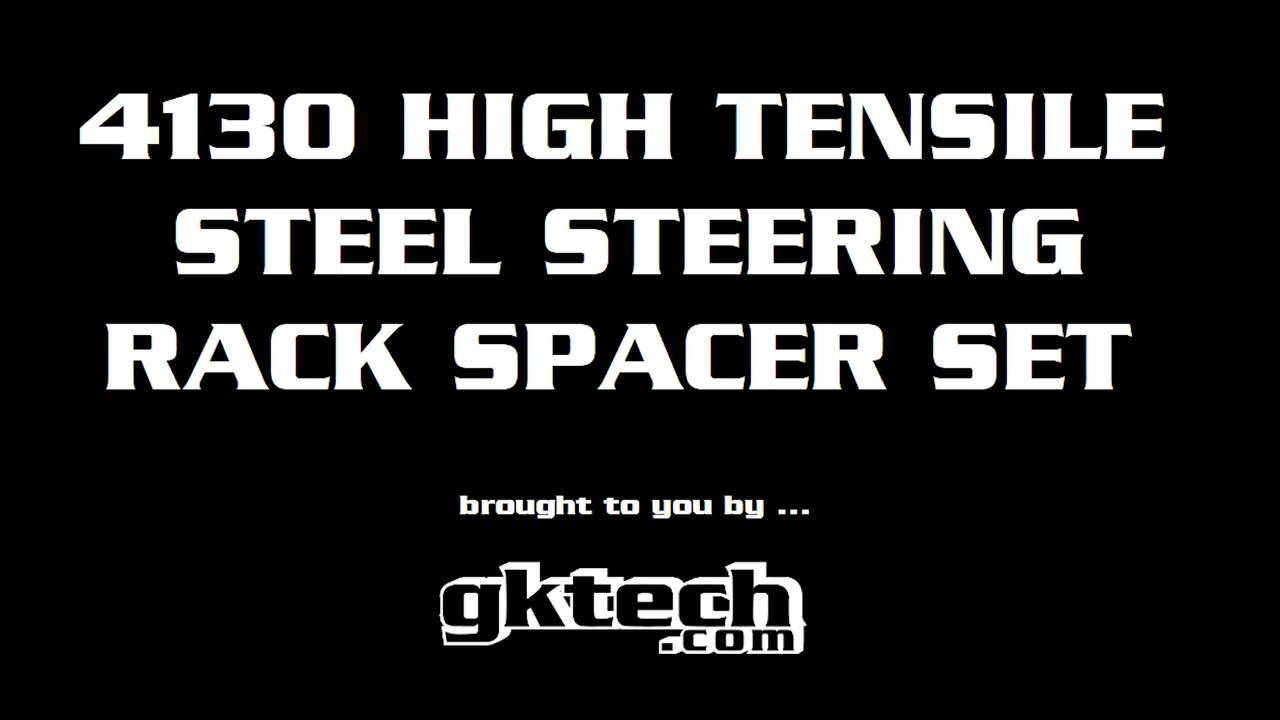 4130 HIGH TENSILE
STEEL STEERING
RACK SPACER SET
brought to you by ...
gktech
.com